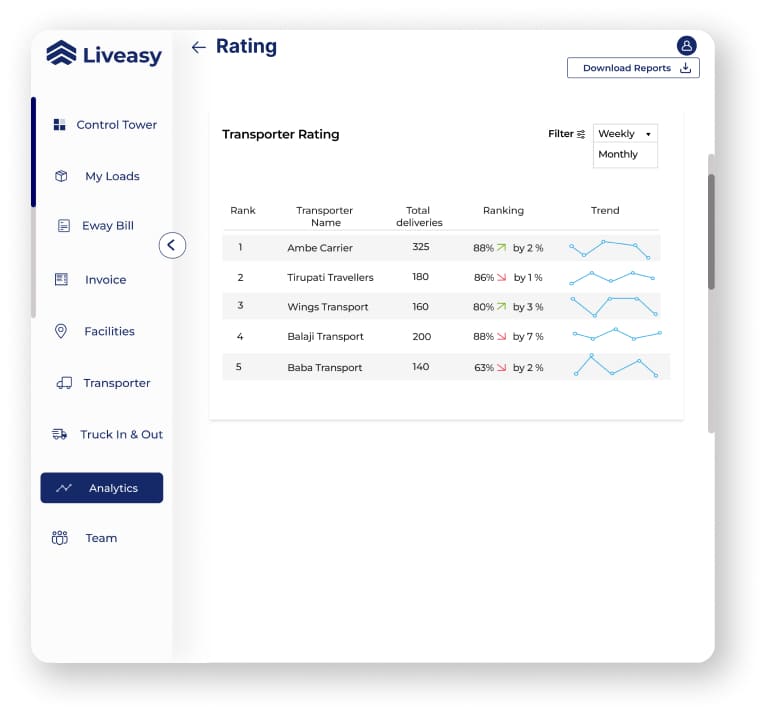 Liveasy
Rating
Download Reports
Control Tower
My Loads
Eway Bill
Invoice
Facilities
Transporter
Truck In & Out
Analytics
Team
Transporter Rating
Filter
Weekly
Monthly
Rank Transporter Name Total deliveries Ranking Trend
1 Ambe Carrier 325 88% by 2 %
2 Tirupati Travellers 180 86% by 1 %
3 Wings Transport 160 80% by 3 %
4 Balaji Transport 200 88% by 7 %
5 Baba Transport 140 63% by 2 %